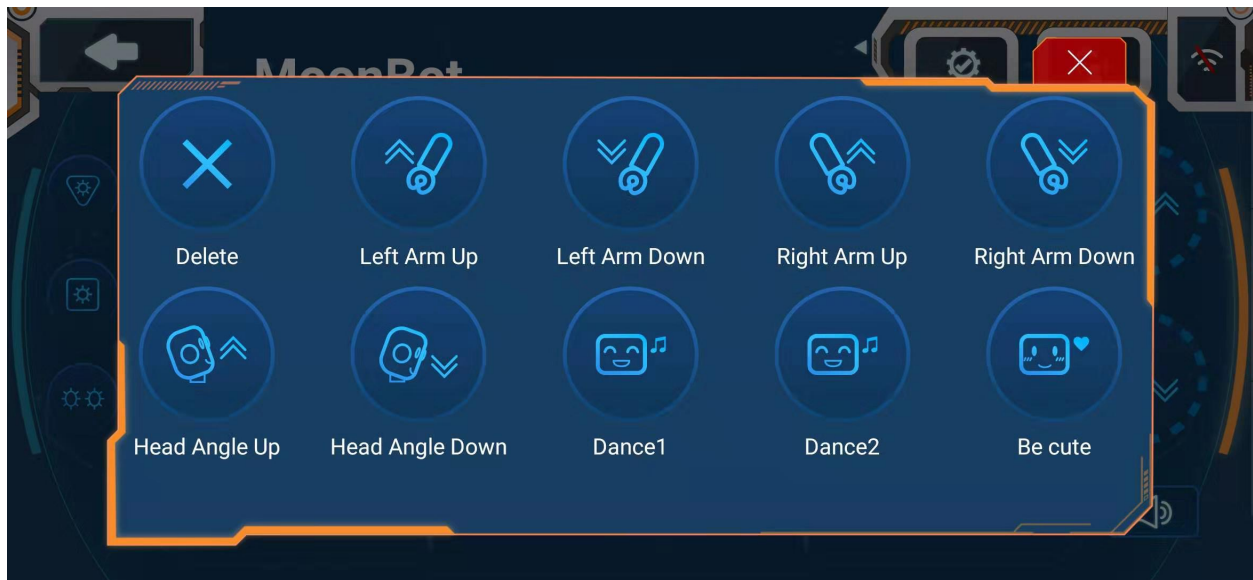 MoonBot
Delete
Left Arm Up
Left Arm Down
Right Arm Up
Right Arm Down
Head Angle Up
Head Angle Down
Dance1
Dance2
Be cute